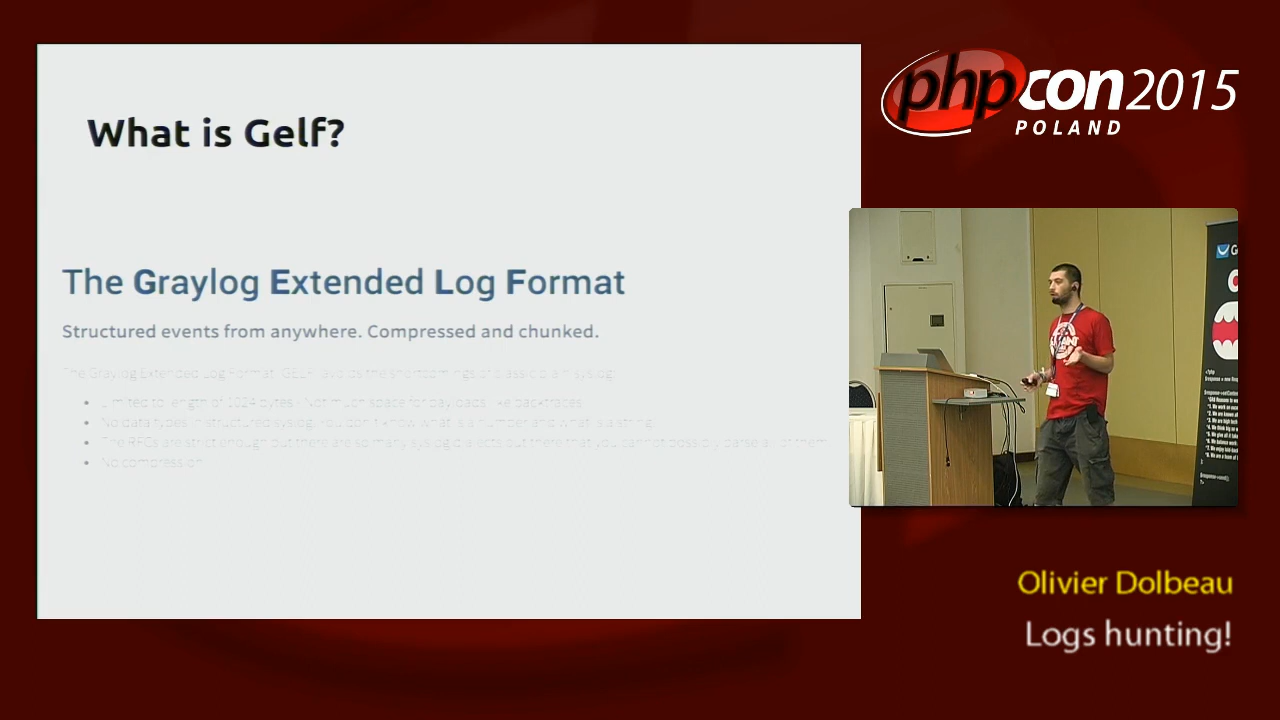 What is Gelf?
The Graylog Extended Log Format
Structured events from anywhere. Compressed and chunked.
The Graylog Extended Log Format (GELF) avoids the shortcomings of classic plain syslog:
Limited to length of 1024 bytes - Not much space for payloads like backtraces
No data types in structured syslog. You don't know what is a number and what is a string.
The RFCs are strict enough but there are so many syslog dialects out there that you cannot possibly parse all of them.
No compression
phpcon2015
POLAND
Olivier Dolbeau
Logs hunting!